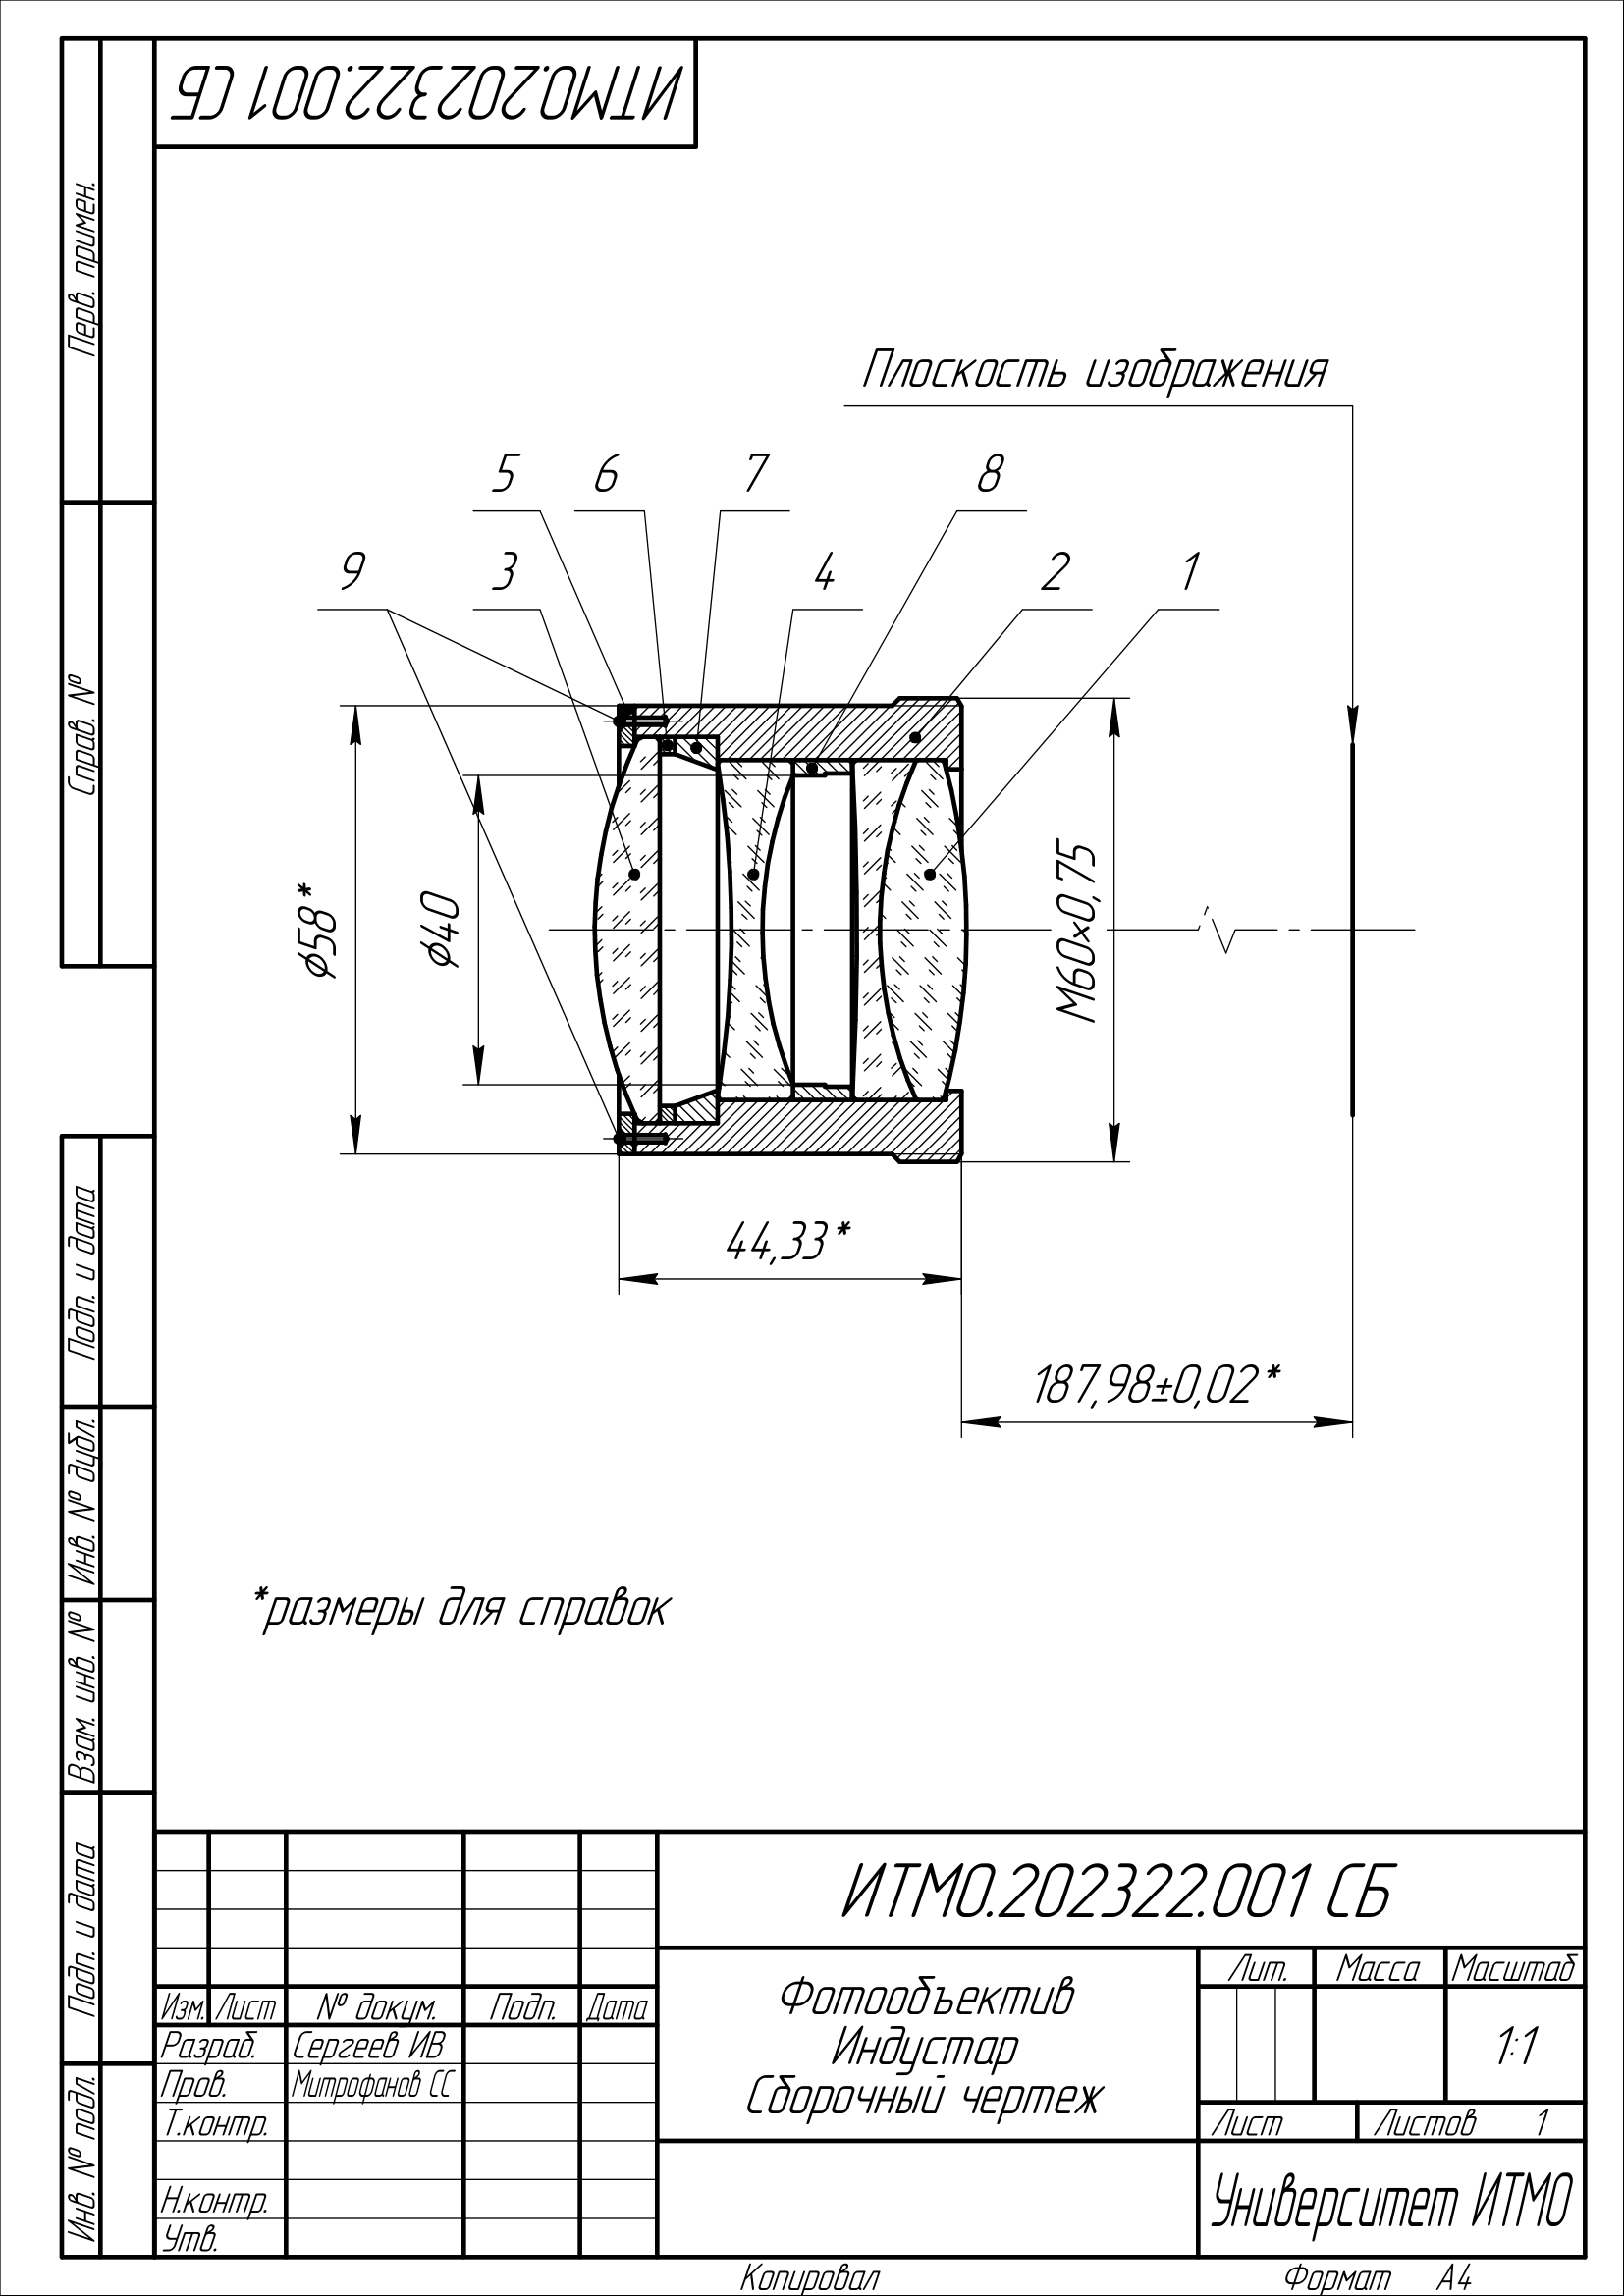 ИТМО.202322.001 СБ
Перв. примен.
Справ. №
Подп. и дата
Инв. № дубл.
Взам. инв. №
Подп. и дата
Инв. № подл.
Плоскость изображения
5 6 7 8
9 3 4 2 1
⌀58*
⌀40
М60×0,75
44,33*
187,98±0,02*
*размеры для справок
ИТМО.202322.001 СБ
Изм. Лист № докум. Подп. Дата
Разраб. Сергеев ИВ
Пров. Митрофанов СС
Т.контр.
Н.контр.
Утв.
Фотообъектив
Индустар
Сборочный чертеж
Лит. Масса Масштаб
1:1
Лист Листов 1
Университет ИТМО
Копировал Формат А4